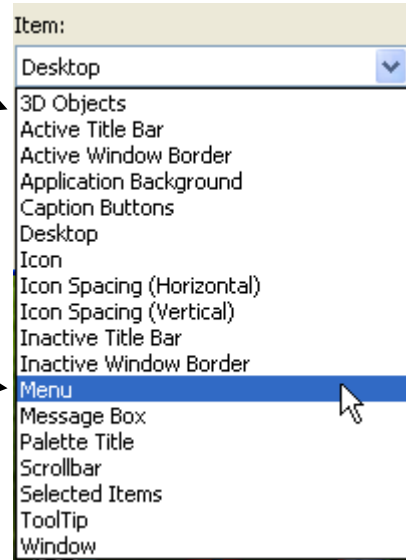 Item:
Desktop
3D Objects
Active Title Bar
Active Window Border
Application Background
Caption Buttons
Desktop
Icon
Icon Spacing (Horizontal)
Icon Spacing (Vertical)
Inactive Title Bar
Inactive Window Border
Menu
Message Box
Palette Title
Scrollbar
Selected Items
ToolTip
Window